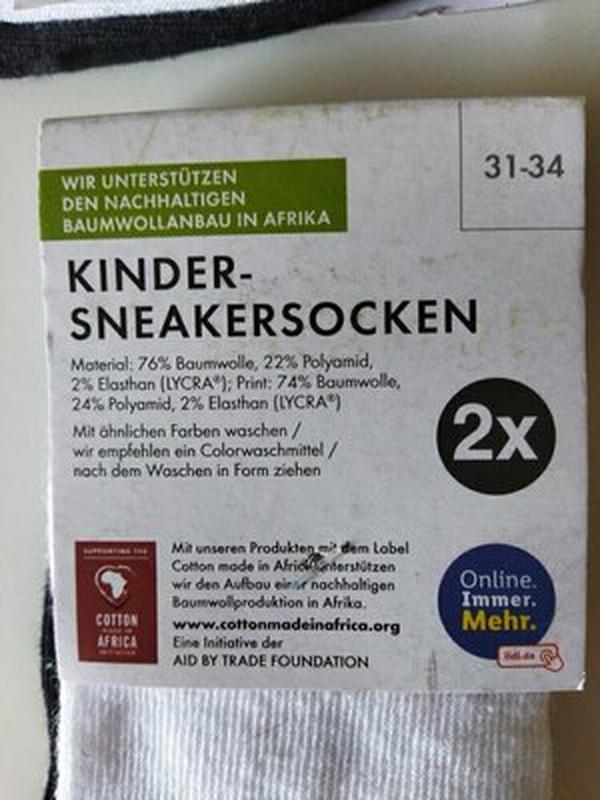 WIR UNTERSTÜTZEN
DEN NACHHALTIGEN
BAUMWOLLANBAU IN AFRIKA
31-34
KINDER-
SNEAKERSOCKEN
Material: 76% Baumwolle, 22% Polyamid,
2% Elasthan (LYCRA®); Print: 74% Baumwolle,
24% Polyamid, 2% Elasthan (LYCRA®)
Mit ähnlichen Farben waschen /
wir empfehlen ein Colorwaschmittel /
nach dem Waschen in Form ziehen
2x
SUPPORTING THE
COTTON
MADE IN
AFRICA
INITIATIVE
Mit unseren Produkten mit dem Label
Cotton made in Africa unterstützen
wir den Aufbau einer nachhaltigen
Baumwollproduktion in Afrika.
www.cottonmadeinafrica.org
Eine Initiative der
AID BY TRADE FOUNDATION
Online.
Immer.
Mehr.
lidl.de